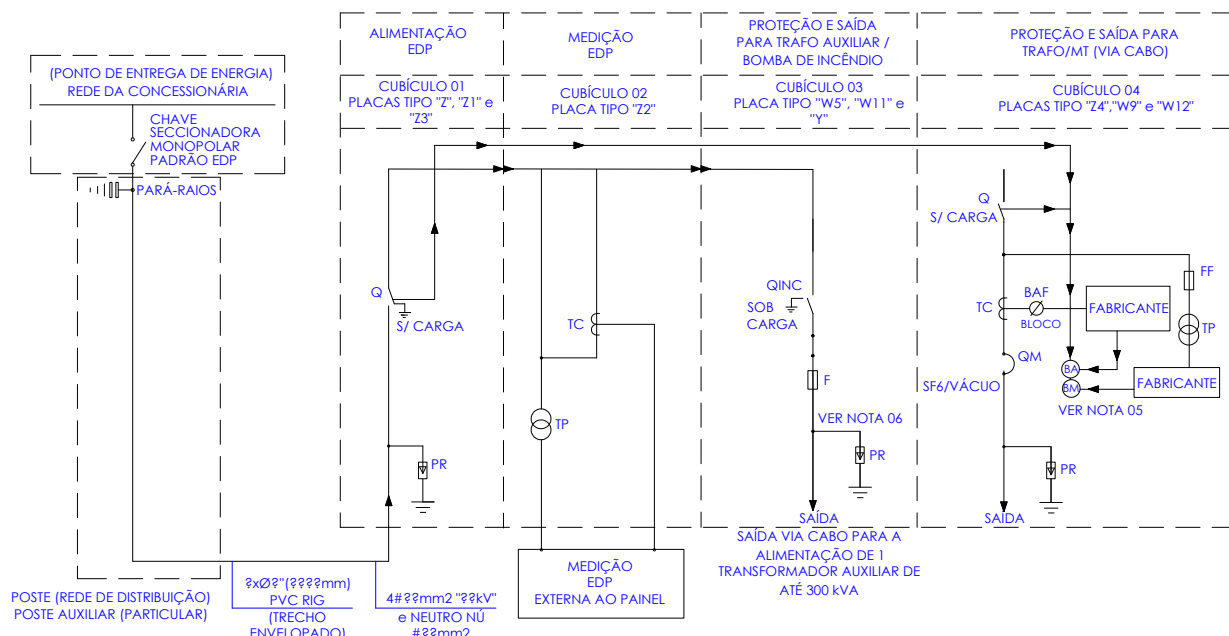 (PONTO DE ENTREGA DE ENERGIA)
REDE DA CONCESSIONÁRIA
CHAVE
SECCIONADORA
MONOPOLAR
PADRÃO EDP
PARÁ-RAIOS
POSTE (REDE DE DISTRIBUIÇÃO)
POSTE AUXILIAR (PARTICULAR)
?xØ?"(????mm)
PVC RIG
(TRECHO
ENVELOPADO)
4#??mm2 "??kV"
e NEUTRO NÚ
#??mm2
ALIMENTAÇÃO
EDP
CUBÍCULO 01
PLACAS TIPO "Z", "Z1" e
"Z3"
Q
S/ CARGA
PR
MEDIÇÃO
EDP
CUBÍCULO 02
PLACA TIPO "Z2"
TC
TP
MEDIÇÃO
EDP
EXTERNA AO PAINEL
PROTEÇÃO E SAÍDA
PARA TRAFO AUXILIAR /
BOMBA DE INCÊNDIO
CUBÍCULO 03
PLACA TIPO "W5", "W11" e
"Y"
QINC
SOB
CARGA
F
VER NOTA 06
PR
SAÍDA
SAÍDA VIA CABO PARA A
ALIMENTAÇÃO DE 1
TRANSFORMADOR AUXILIAR DE
ATÉ 300 kVA
PROTEÇÃO E SAÍDA PARA
TRAFO/MT (VIA CABO)
CUBÍCULO 04
PLACAS TIPO "Z4","W9" e "W12"
Q
S/ CARGA
FF
TC
BAF
BLOCO
FABRICANTE
TP
QM
SF6/VÁCUO
BA
BM
FABRICANTE
VER NOTA 05
PR
SAÍDA